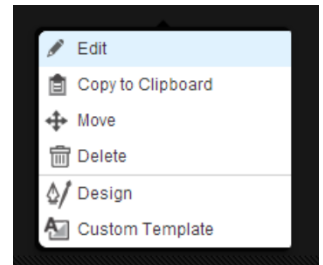 Edit
Copy to Clipboard
Move
Delete
Design
Custom Template